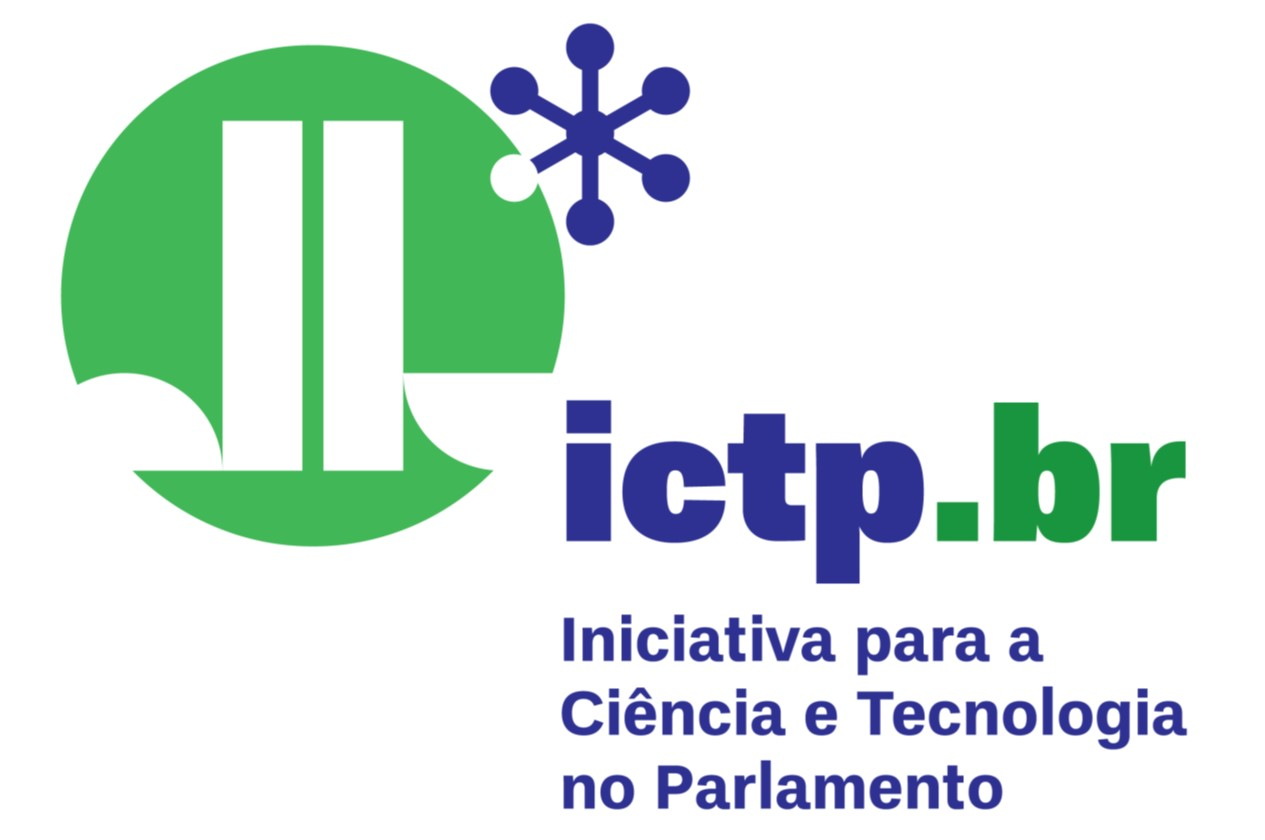 ictp.br
Iniciativa para a
Ciência e Tecnologia
no Parlamento